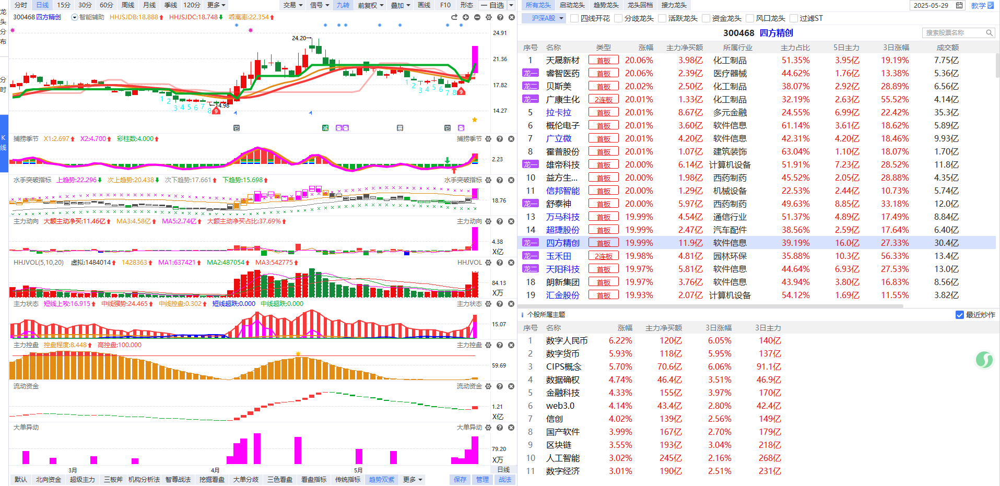 分时 日线 15分 30分 60分 周线 月线 季线 120分 更多 交易 信号 九转 前复权 叠加 画线 F10 形态 一 自选
龙头分布
分时
K线
300468 四方精创 智能辅助 HHJSJDB:18.888 HHJSJDC:18.748 乖离率:22.354
24.91
24.20
21.36
17.82
1 2 3 4 5 6 7 8 9
14.98
1 2 3 4 5 6 7 8 9
14.27
捕捞季节 X1:2.697 X2:4.700 彩柱数:4.000 捕捞季节
2.23
水手突破指标 上趋势:22.296 次上趋势:20.438 次下趋势:17.661 下趋势:15.698 水手突破指标
18.76
主力动向 大额主动净买:11.46亿 MA3:4.58亿 MA5:2.74亿 大额主动净买占比:37.69% 主力动向
4.38
X亿
HHJVOL(5,10,20) 虚拟:1484014 1428363 MA1:637421 MA2:487054 MA3:542775 HHJVOL
84.13
X万
主力状态 短线上攻:16.915 中线强势:24.465 中线控盘:0.302 短线超跌:0.000 中线超跌:0.000 主力状态
15.07
主力控盘 控盘程度:8.448 高控盘:100.000 主力控盘
59.69
流动资金 流动资金
1.21
X亿
大单异动 大单异动
79.20
X万
3月 4月 5月 日线
默认 北向资金 超级主力 三板斧 机构分析法 智尊战法 挖掘看盘 大单分歧 三色看盘 看盘指标 传统指标 趋势双紫 更多 保存 管理 战法
所有龙头 启动龙头 趋势龙头 龙头回档 接力龙头 2025-05-29 教学
沪深A股 四线开花 分歧龙头 活跃龙头 资金龙头 风口龙头 过滤ST
300468 四方精创 搜索股票名称
序号 名称 类型 涨幅 主力净买额 所属行业 主力占比 5日主力 3日涨幅 成交额
1 天晟新材 首板 20.06% 3.98亿 化工制品 51.35% 3.95亿 19.19% 7.75亿
龙一 睿智医药 首板 20.06% 2.39亿 医疗器械 44.62% 1.76亿 13.38% 5.36亿
龙二 贝斯美 首板 20.02% 2.50亿 化工制品 38.07% 2.92亿 28.89% 6.56亿
龙一 广康生化 2连板 20.01% 1.33亿 化工制品 32.19% 2.63亿 55.52% 4.14亿
5 拉卡拉 首板 20.01% 8.67亿 多元金融 24.55% 6.99亿 22.42% 35.3亿
6 概伦电子 首板 20.01% 3.60亿 软件信息 61.14% 3.61亿 18.62% 5.89亿
7 广立微 首板 20.01% 4.20亿 软件信息 42.31% 4.20亿 18.46% 9.93亿
8 霍普股份 首板 20.01% 1.07亿 建筑装饰 63.04% 1.10亿 18.07% 1.70亿
龙一 雄帝科技 首板 20.00% 6.14亿 计算机设备 51.91% 7.23亿 28.52% 11.8亿
10 益方生... 首板 20.00% 1.98亿 西药制药 45.52% 2.05亿 28.88% 4.35亿
11 信邦智能 首板 20.00% 1.29亿 机械设备 22.53% 2.44亿 10.73% 5.74亿
龙一 舒泰神 首板 20.00% 5.97亿 西药制药 49.63% 8.85亿 33.18% 12.0亿
13 万马科技 首板 19.99% 4.54亿 通信行业 51.37% 4.89亿 17.49% 8.84亿
14 超捷股份 首板 19.99% 2.47亿 汽车配件 38.56% 2.59亿 17.64% 6.40亿
龙一 四方精创 首板 19.99% 11.9亿 软件信息 39.19% 16.0亿 27.33% 30.4亿
龙一 玉禾田 2连板 19.98% 4.81亿 园林环保 35.88% 10.3亿 56.33% 13.4亿
龙二 天阳科技 首板 19.97% 5.81亿 软件信息 44.64% 6.93亿 27.53% 13.0亿
18 朗新集团 首板 19.97% 3.76亿 软件信息 43.94% 3.80亿 16.83% 8.56亿
19 汇金股份 首板 19.93% 2.07亿 计算机设备 54.12% 1.69亿 11.55% 3.82亿
个股所属主题 最近炒作
序号 名称 涨幅 主力净买额 3日涨幅 3日主力
1 数字人民币 6.22% 120亿 6.05% 140亿
2 数字货币 5.93% 118亿 5.95% 137亿
3 CIPS概念 5.70% 70.6亿 6.06% 91.1亿
4 数据确权 4.74% 46.4亿 3.51% 46.9亿
5 金融科技 4.33% 155亿 3.97% 170亿
6 web3.0 4.14% 43.4亿 2.80% 42.4亿
7 信创 4.02% 139亿 2.56% 149亿
8 国产软件 3.99% 167亿 2.70% 179亿
9 区块链 3.55% 193亿 3.04% 218亿
10 人工智能 3.02% 245亿 2.16% 268亿
11 数字经济 3.01% 190亿 2.51% 231亿